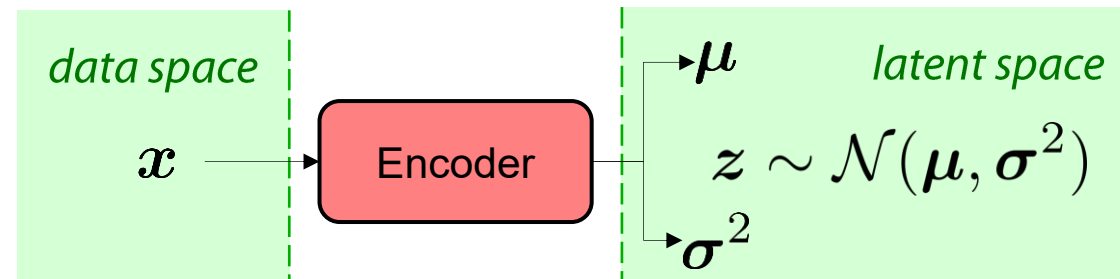 data space
x
Encoder
μ
latent space
z ∼ 𝒩(μ, σ²)
σ²